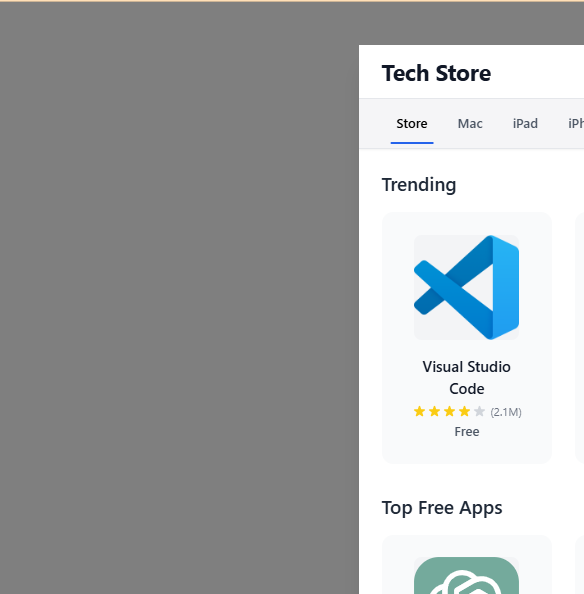 Tech Store
Store Mac iPad iPh
Trending
Visual Studio
Code
(2.1M)
Free
Top Free Apps